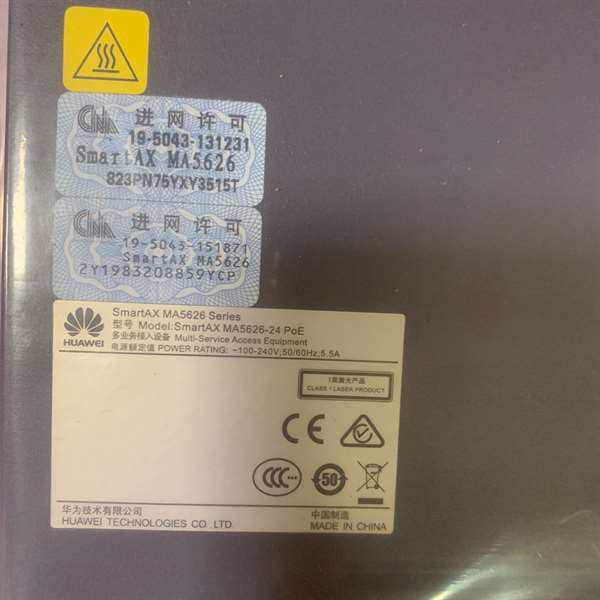 CNA 进网许可
19-5043-131231
SmartAX MA5626
823PN75YXY3515T
CNA 进网许可
19-5043-151871
SmartAX MA5626
2Y1983208859YCP
SmartAX MA5626 Series
型号 Model:SmartAX MA5626-24 PoE
多业务接入设备 Multi-Service Access Equipment
电源额定值 POWER RATING: ~100-240V;50/60Hz;5.5A
HUAWEI
1类激光产品
CLASS 1 LASER PRODUCT
CE
CCC
50
华为技术有限公司
HUAWEI TECHNOLOGIES CO.,LTD.
中国制造
MADE IN CHINA